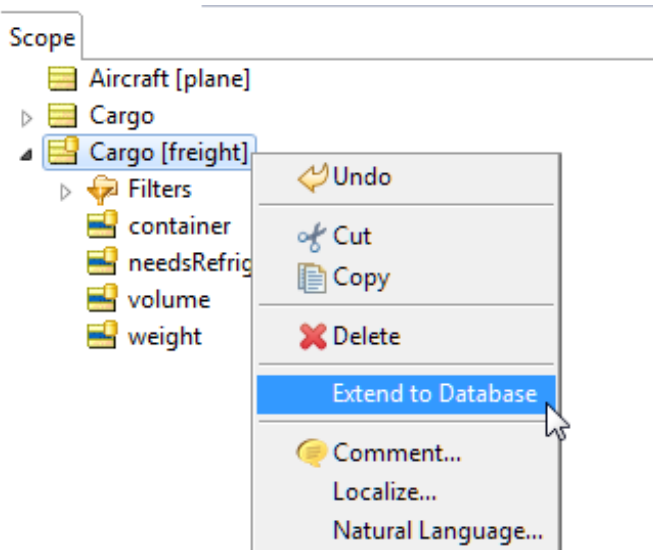 Scope
Aircraft [plane]
Cargo
Cargo [freight]
Filters
container
needsRefrig
volume
weight
Undo
Cut
Copy
Delete
Extend to Database
Comment...
Localize...
Natural Language...